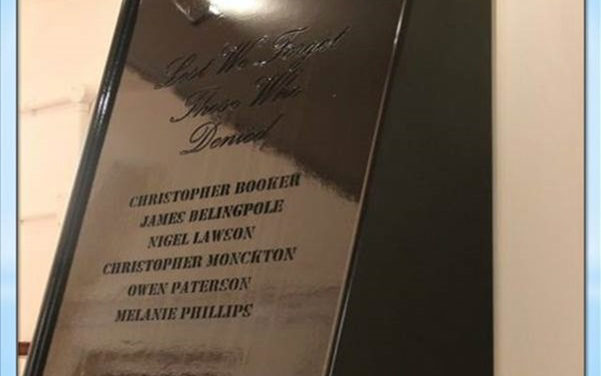 Lest We Forget
Those Who
Denied
CHRISTOPHER BOOKER
JAMES DELINGPOLE
NIGEL LAWSON
CHRISTOPHER MONCKTON
OWEN PATERSON
MELANIE PHILLIPS